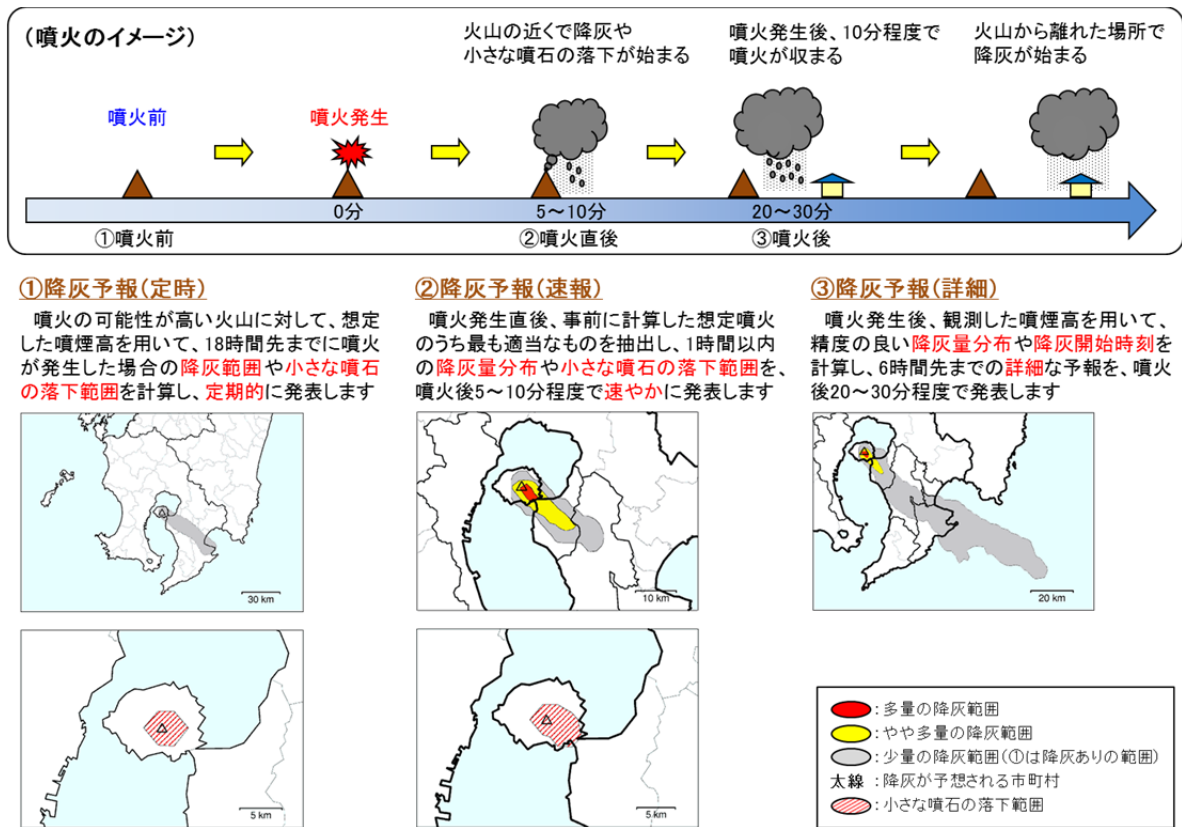 (噴火のイメージ)
火山の近くで降灰や
小さな噴石の落下が始まる
噴火発生後、10分程度で
噴火が収まる
火山から離れた場所で
降灰が始まる
噴火前
噴火発生
0分
5～10分
20～30分
①噴火前
②噴火直後
③噴火後
①降灰予報(定時)
噴火の可能性が高い火山に対して、想定
した噴煙高を用いて、18時間先までに噴火
が発生した場合の降灰範囲や小さな噴石
の落下範囲を計算し、定期的に発表します
30 km
5 km
②降灰予報(速報)
噴火発生直後、事前に計算した想定噴火
のうち最も適当なものを抽出し、1時間以内
の降灰量分布や小さな噴石の落下範囲を、
噴火後5～10分程度で速やかに発表します
10 km
5 km
③降灰予報(詳細)
噴火発生後、観測した噴煙高を用いて、
精度の良い降灰量分布や降灰開始時刻を
計算し、6時間先までの詳細な予報を、噴火
後20～30分程度で発表します
20 km
:多量の降灰範囲
:やや多量の降灰範囲
:少量の降灰範囲(①は降灰ありの範囲)
太線 :降灰が予想される市町村
:小さな噴石の落下範囲